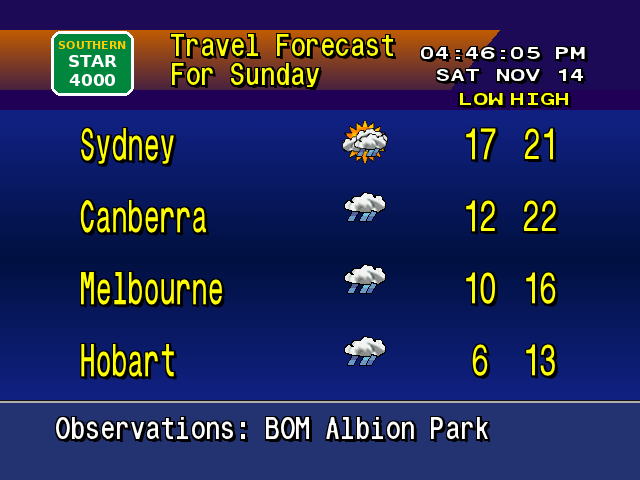 SOUTHERN
STAR
4000
Travel Forecast
For Sunday
04:46:05 PM
SAT NOV 14
LOW HIGH
Sydney 17 21
Canberra 12 22
Melbourne 10 16
Hobart 6 13
Observations: BOM Albion Park